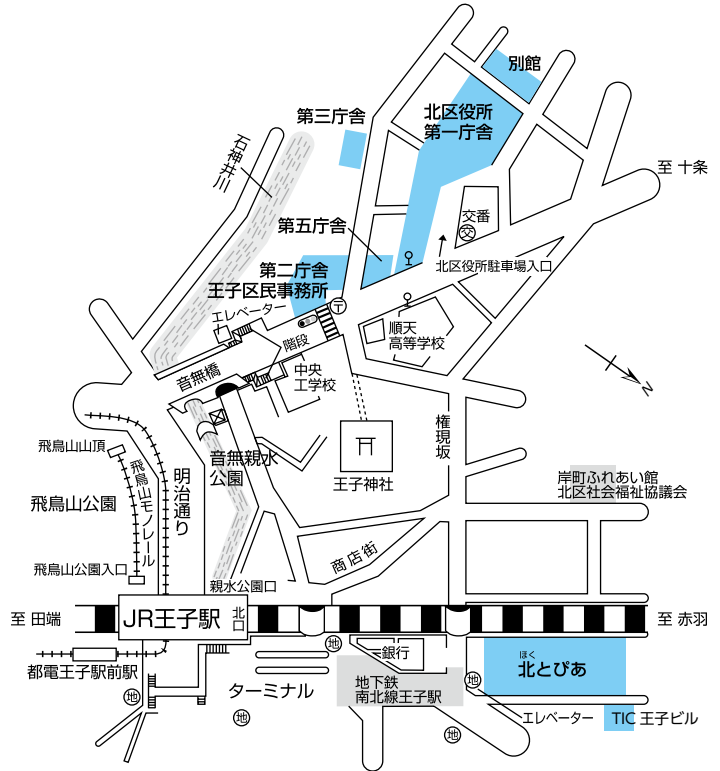 別館
北区役所
第一庁舎
第三庁舎
石神井川
至 十条
交番
交
第五庁舎
北区役所駐車場入口
第二庁舎
王子区民事務所
〒
エレベーター
階段
順天
高等学校
中央
工学校
音無橋
N
権現坂
飛鳥山山頂
音無親水
公園
王子神社
岸町ふれあい館
北区社会福祉協議会
飛鳥山モノレール
明治通り
飛鳥山公園
商店街
飛鳥山公園入口
親水公園口
至 田端
JR王子駅
北口
至 赤羽
地
銀行
都電王子駅前駅
ほく
北とぴあ
地下鉄
南北線王子駅
地
地
ターミナル
地
エレベーター
TIC 王子ビル
地